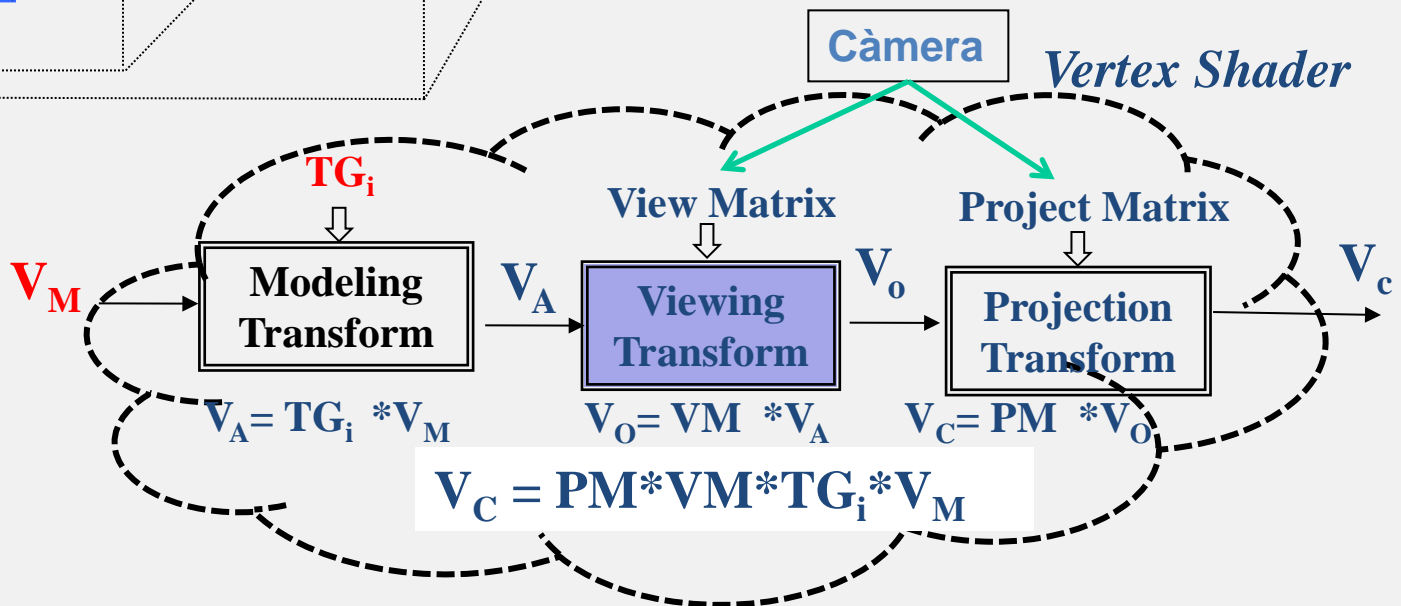 Càmera
Vertex Shader
TGi
View Matrix
Project Matrix
VM
Modeling
Transform
VA
Viewing
Transform
Vo
Projection
Transform
Vc
VA= TGi *VM
VO= VM *VA
VC= PM *VO
VC = PM*VM*TGi*VM